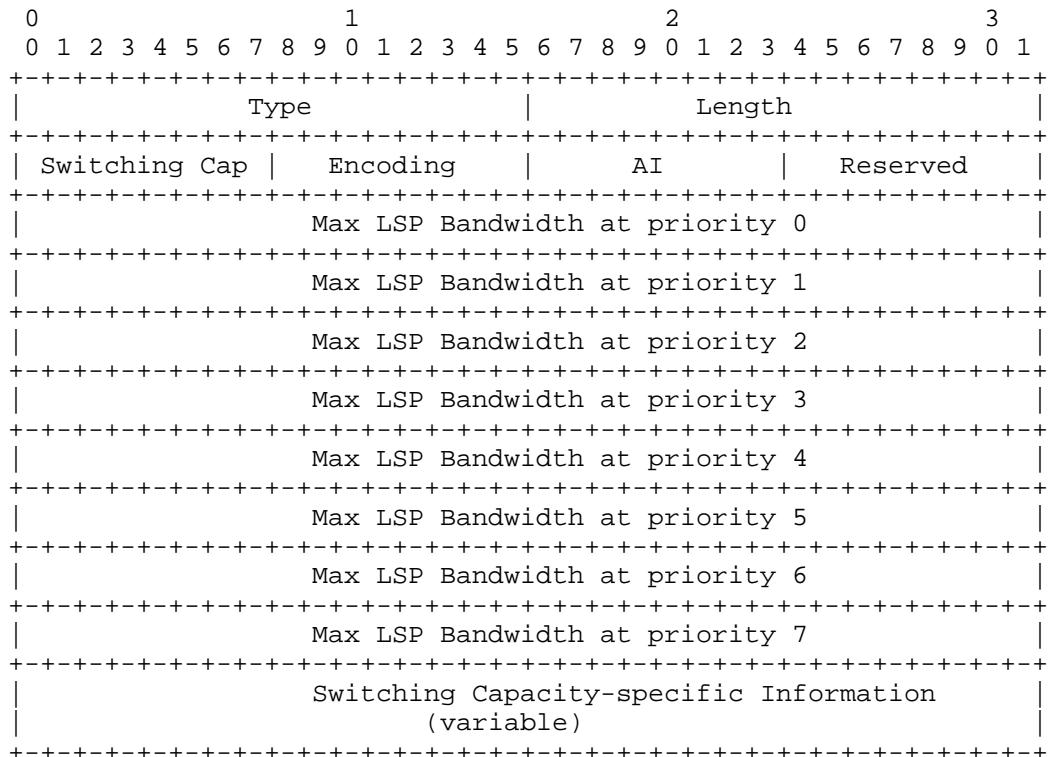 0                   1                   2                   3
 0 1 2 3 4 5 6 7 8 9 0 1 2 3 4 5 6 7 8 9 0 1 2 3 4 5 6 7 8 9 0 1
+-+-+-+-+-+-+-+-+-+-+-+-+-+-+-+-+-+-+-+-+-+-+-+-+-+-+-+-+-+-+-+-+
|              Type             |          Length               |
+-+-+-+-+-+-+-+-+-+-+-+-+-+-+-+-+-+-+-+-+-+-+-+-+-+-+-+-+-+-+-+-+
| Switching Cap |   Encoding    |      AI       |   Reserved    |
+-+-+-+-+-+-+-+-+-+-+-+-+-+-+-+-+-+-+-+-+-+-+-+-+-+-+-+-+-+-+-+-+
|                  Max LSP Bandwidth at priority 0              |
+-+-+-+-+-+-+-+-+-+-+-+-+-+-+-+-+-+-+-+-+-+-+-+-+-+-+-+-+-+-+-+-+
|                  Max LSP Bandwidth at priority 1              |
+-+-+-+-+-+-+-+-+-+-+-+-+-+-+-+-+-+-+-+-+-+-+-+-+-+-+-+-+-+-+-+-+
|                  Max LSP Bandwidth at priority 2              |
+-+-+-+-+-+-+-+-+-+-+-+-+-+-+-+-+-+-+-+-+-+-+-+-+-+-+-+-+-+-+-+-+
|                  Max LSP Bandwidth at priority 3              |
+-+-+-+-+-+-+-+-+-+-+-+-+-+-+-+-+-+-+-+-+-+-+-+-+-+-+-+-+-+-+-+-+
|                  Max LSP Bandwidth at priority 4              |
+-+-+-+-+-+-+-+-+-+-+-+-+-+-+-+-+-+-+-+-+-+-+-+-+-+-+-+-+-+-+-+-+
|                  Max LSP Bandwidth at priority 5              |
+-+-+-+-+-+-+-+-+-+-+-+-+-+-+-+-+-+-+-+-+-+-+-+-+-+-+-+-+-+-+-+-+
|                  Max LSP Bandwidth at priority 6              |
+-+-+-+-+-+-+-+-+-+-+-+-+-+-+-+-+-+-+-+-+-+-+-+-+-+-+-+-+-+-+-+-+
|                  Max LSP Bandwidth at priority 7              |
+-+-+-+-+-+-+-+-+-+-+-+-+-+-+-+-+-+-+-+-+-+-+-+-+-+-+-+-+-+-+-+-+
|                  Switching Capacity-specific Information      |
|                         (variable)                            |
+-+-+-+-+-+-+-+-+-+-+-+-+-+-+-+-+-+-+-+-+-+-+-+-+-+-+-+-+-+-+-+-+